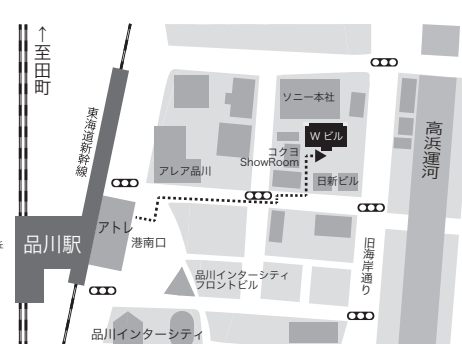 ↑至田町
東海道新幹線
ソニー本社
W ビル
コクヨ
ShowRoom
アレア品川
日新ビル
高浜運河
アトレ
品川駅
港南口
旧海岸通り
品川インターシティ
フロントビル
品川インターシティ